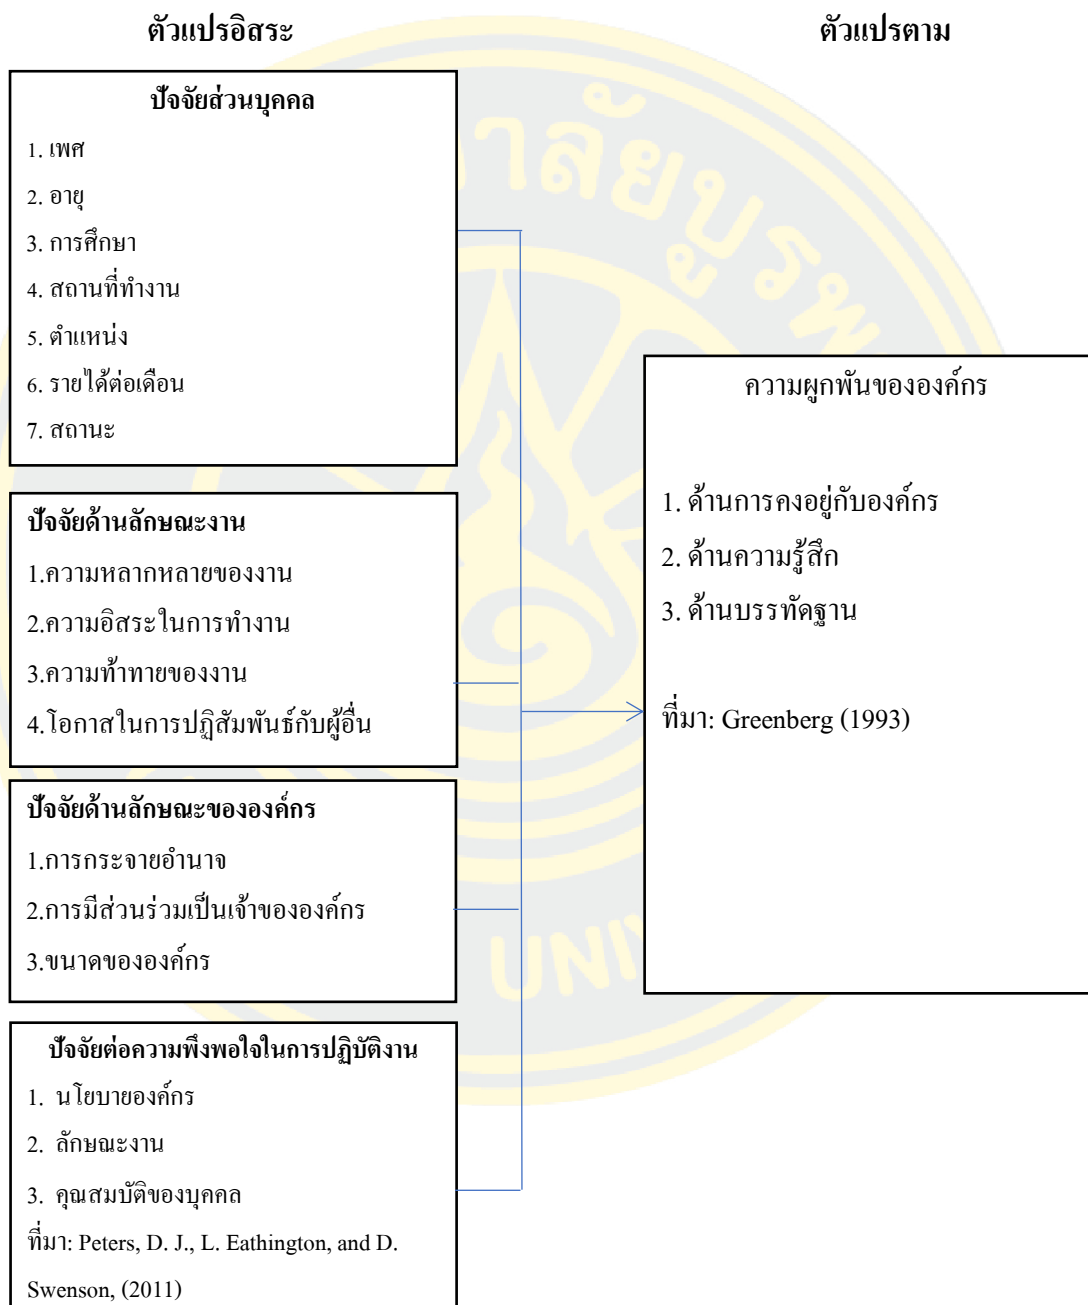 ตัวแปรอิสระ
ตัวแปรตาม
ปัจจัยส่วนบุคคล
1. เพศ
2. อายุ
3. การศึกษา
4. สถานที่ทำงาน
5. ตำแหน่ง
6. รายได้ต่อเดือน
7. สถานะ
ปัจจัยด้านลักษณะงาน
1.ความหลากหลายของงาน
2.ความอิสระในการทำงาน
3.ความท้าทายของงาน
4.โอกาสในการปฏิสัมพันธ์กับผู้อื่น
ปัจจัยด้านลักษณะขององค์กร
1.การกระจายอำนาจ
2.การมีส่วนร่วมเป็นเจ้าขององค์กร
3.ขนาดขององค์กร
ปัจจัยต่อความพึงพอใจในการปฏิบัติงาน
1. นโยบายองค์กร
2. ลักษณะงาน
3. คุณสมบัติของบุคคล
ที่มา: Peters, D. J., L. Eathington, and D.
Swenson, (2011)
ความผูกพันขององค์กร
1. ด้านการคงอยู่กับองค์กร
2. ด้านความรู้สึก
3. ด้านบรรทัดฐาน
ที่มา: Greenberg (1993)
าลัยบูรพ
UNI